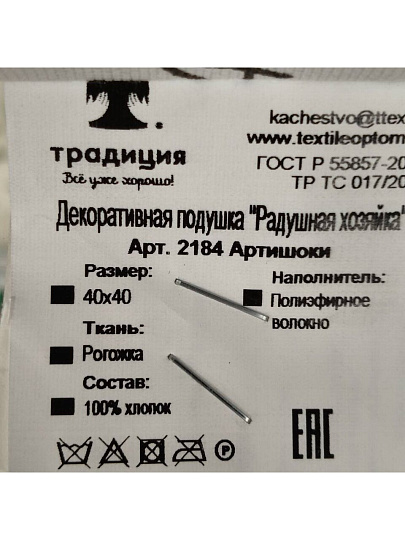 kachestvo@ttex
www.textileoptom
традиция
Всё уже хорошо!
ГОСТ Р 55857-20
ТР ТС 017/20
Декоративная подушка "Радушная хозяйка"
Арт. 2184 Артишоки
Размер:
40х40
Наполнитель:
Полиэфирное
волокно
Ткань:
Рогожка
Состав:
100% хлопок
P
EAC